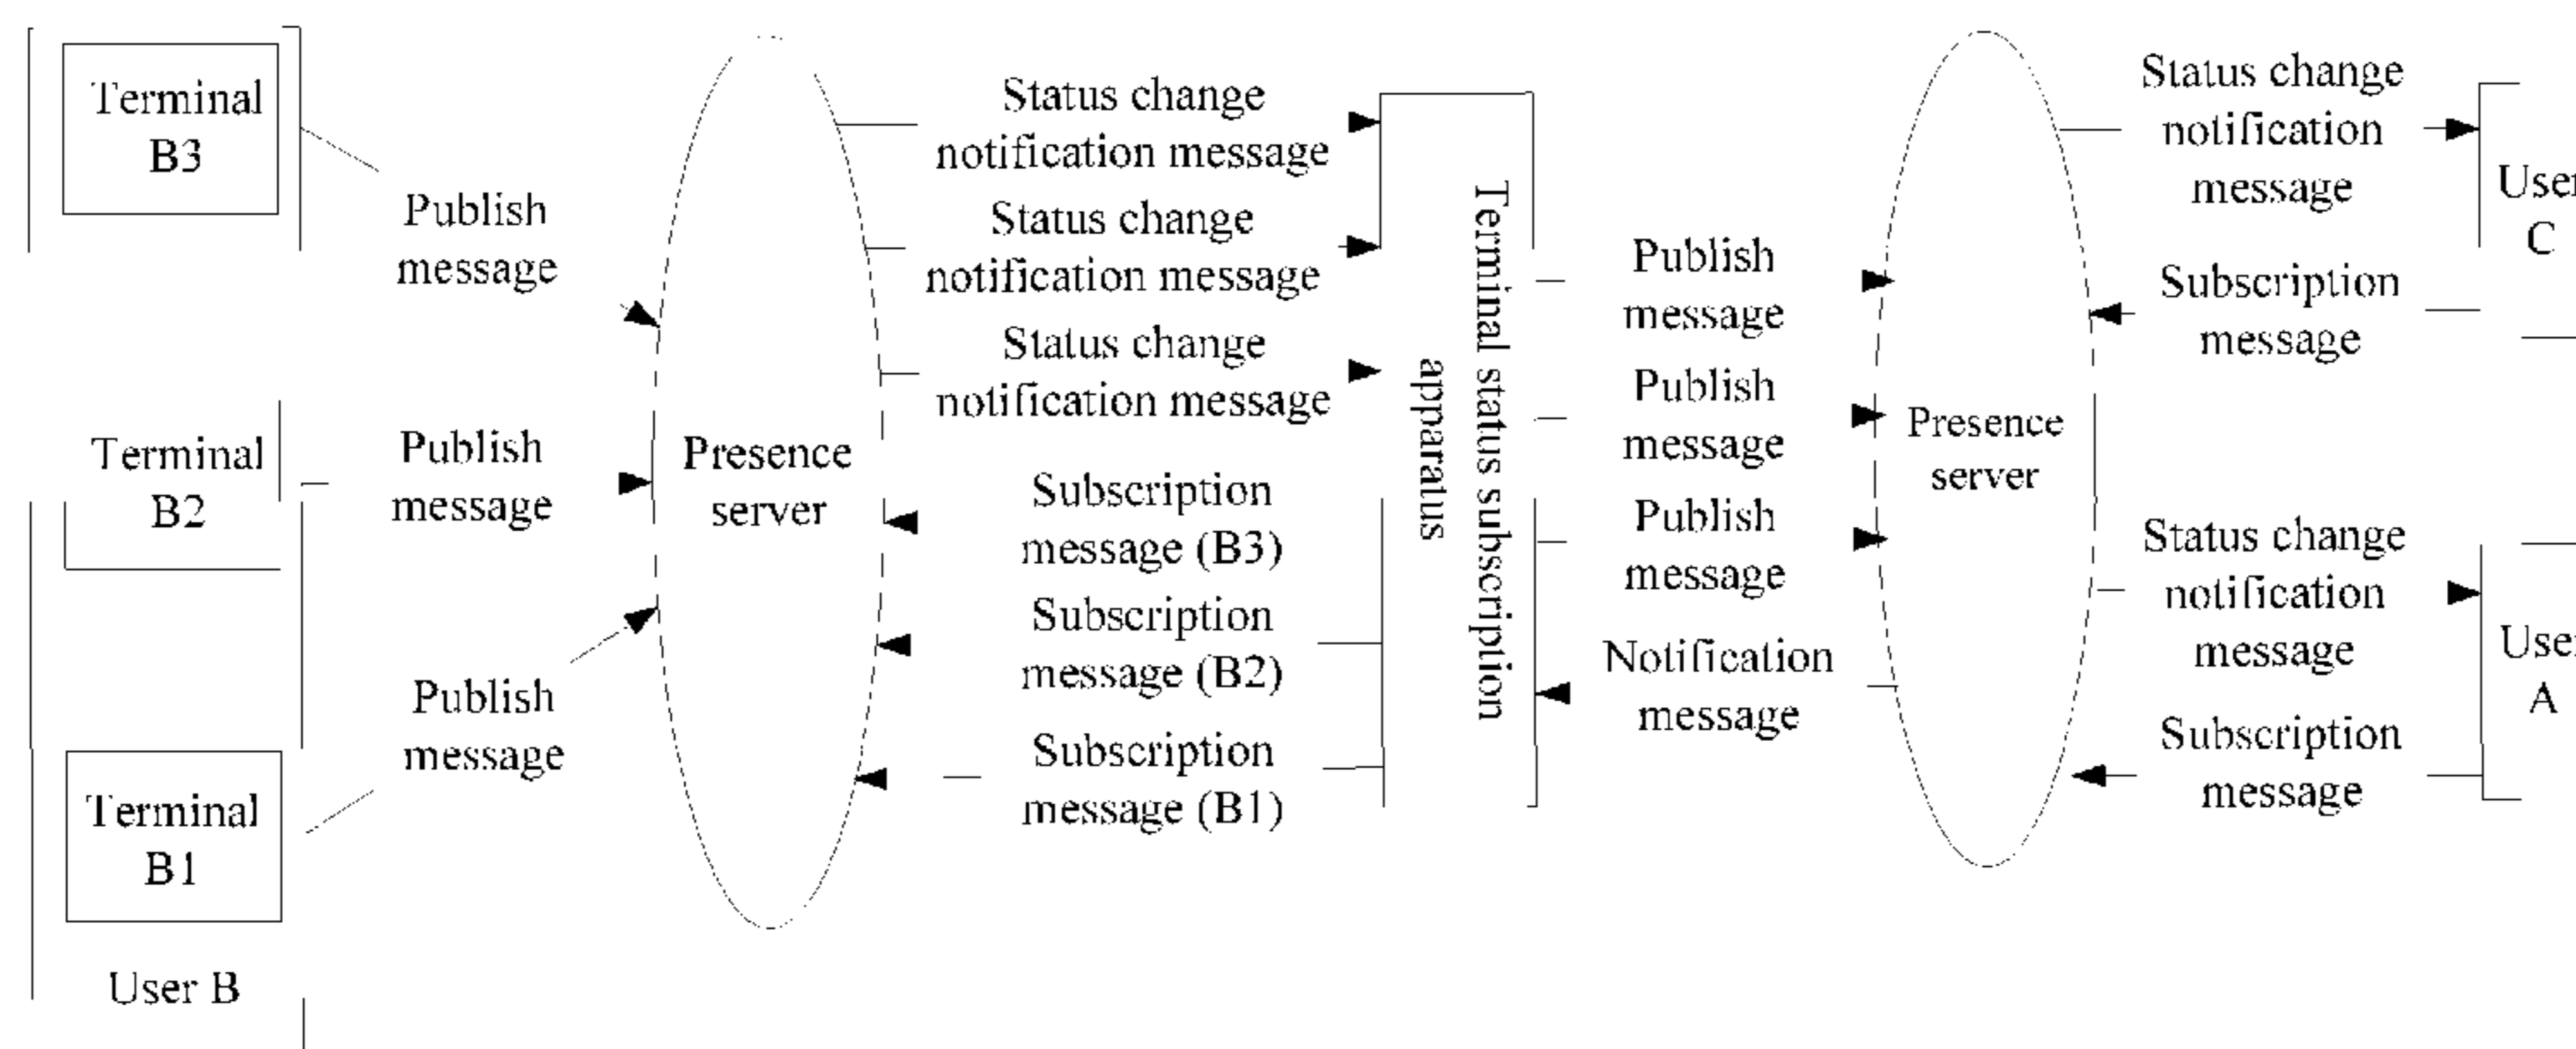 Terminal
B3
Publish
message
Terminal
B2
Publish
message
Publish
message
Terminal
B1
User B
Presence
server
Status change
notification message
Status change
notification message
Status change
notification message
Subscription
message (B3)
Subscription
message (B2)
Subscription
message (B1)
Terminal status subscription
apparatus
Publish
message
Publish
message
Publish
message
Notification
message
Presence
server
Status change
notification
message
Subscription
message
Status change
notification
message
Subscription
message
User
C
User
A